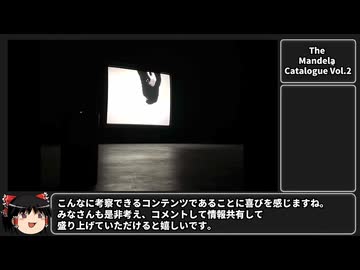 The
Mandela
Catalogue Vol.2
こんなに考察できるコンテンツであることに喜びを感じますね。
みなさんも是非考え、コメントして情報共有して
盛り上げていただけると嬉しいです。